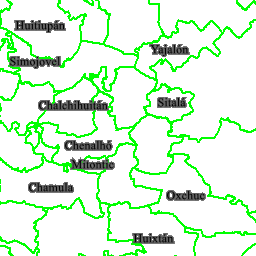 Huitiupán
Yajalón
Simojovel
Chalchihuitán
Sitalá
Chenalhó
Mitontic
Chamula
Oxchuc
Huixtán